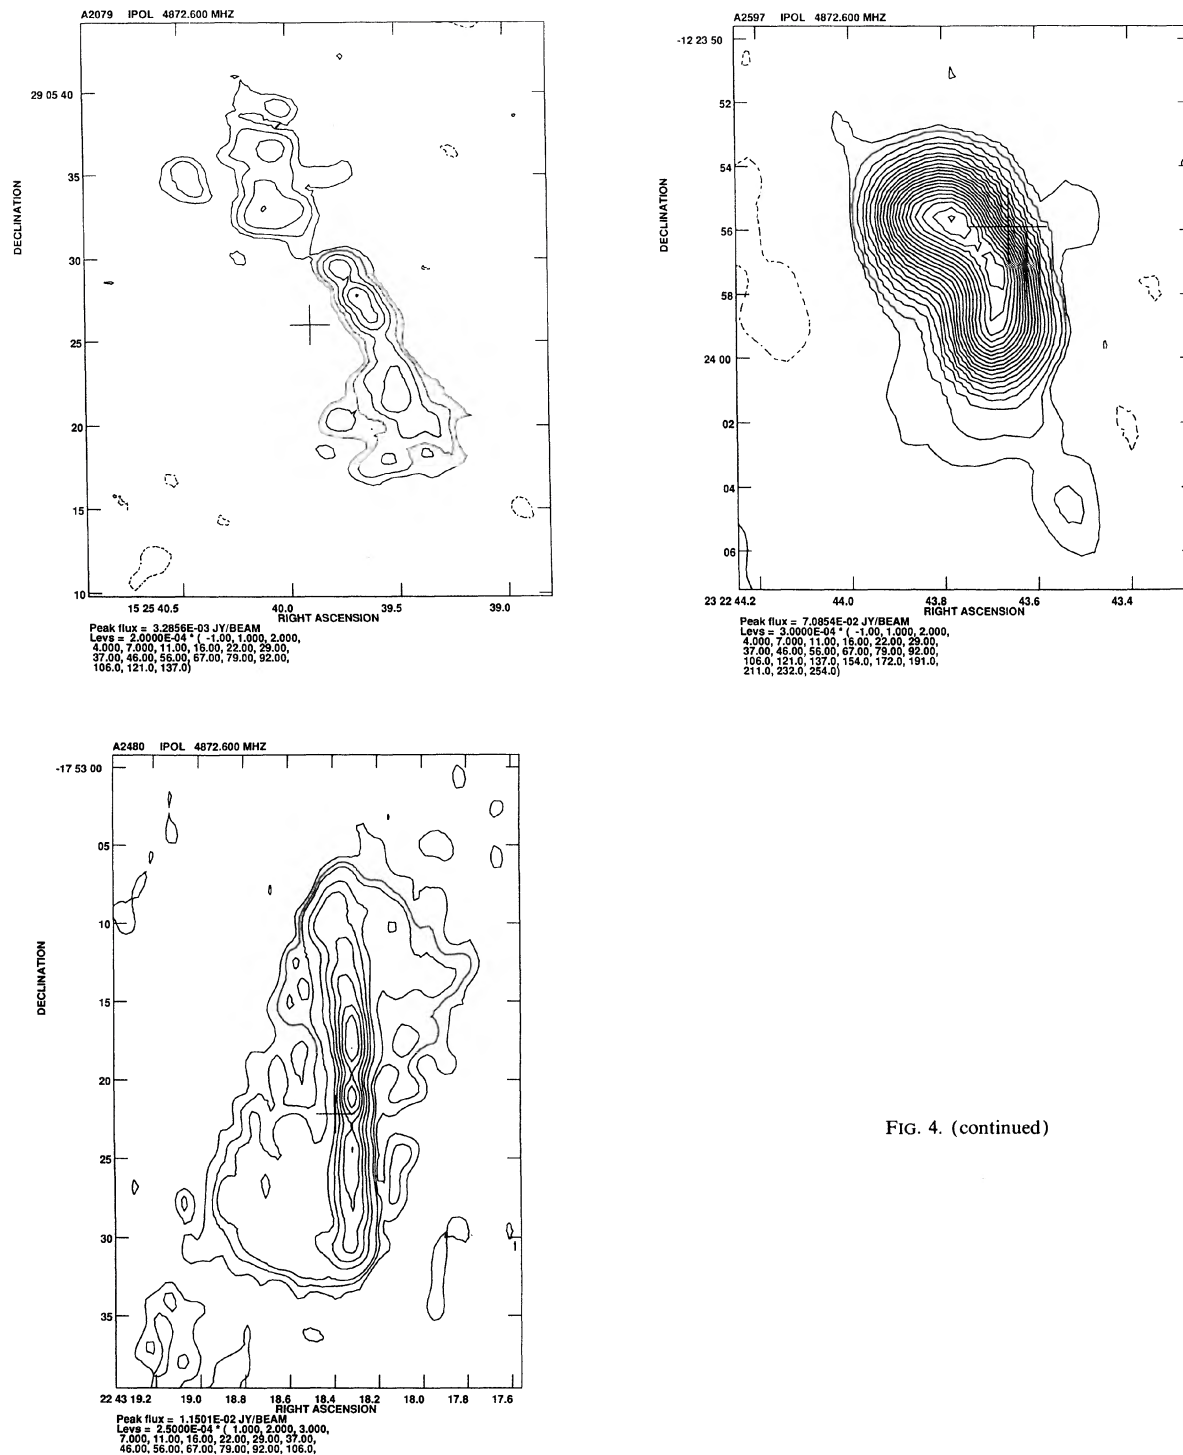 A2079 IPOL 4872.600 MHZ
29 05 40
35
30
25
20
15
10
DECLINATION
15 25 40.5 40.0 39.5 39.0
RIGHT ASCENSION
Peak flux = 3.2856E-03 JY/BEAM
Levs = 2.0000E-04 * ( -1.00, 1.000, 2.000,
4.000, 7.000, 11.00, 16.00, 22.00, 29.00,
37.00, 46.00, 56.00, 67.00, 79.00, 92.00,
106.0, 121.0, 137.0)
A2597 IPOL 4872.600 MHZ
-12 23 50
52
54
56
58
24 00
02
04
06
DECLINATION
23 22 44.2 44.0 43.8 43.6 43.4
RIGHT ASCENSION
Peak flux = 7.0854E-02 JY/BEAM
Levs = 3.0000E-04 * ( -1.00, 1.000, 2.000,
4.000, 7.000, 11.00, 16.00, 22.00, 29.00,
37.00, 46.00, 56.00, 67.00, 79.00, 92.00,
106.0, 121.0, 137.0, 154.0, 172.0, 191.0,
211.0, 232.0, 254.0)
A2480 IPOL 4872.600 MHZ
-17 53 00
05
10
15
20
25
30
35
DECLINATION
22 43 19.2 19.0 18.8 18.6 18.4 18.2 18.0 17.8 17.6
RIGHT ASCENSION
Peak flux = 1.1501E-02 JY/BEAM
Levs = 2.5000E-04 * ( 1.000, 2.000, 3.000,
7.000, 11.00, 16.00, 22.00, 29.00, 37.00,
46.00, 56.00, 67.00, 79.00, 92.00, 106.0,
FIG. 4. (continued)